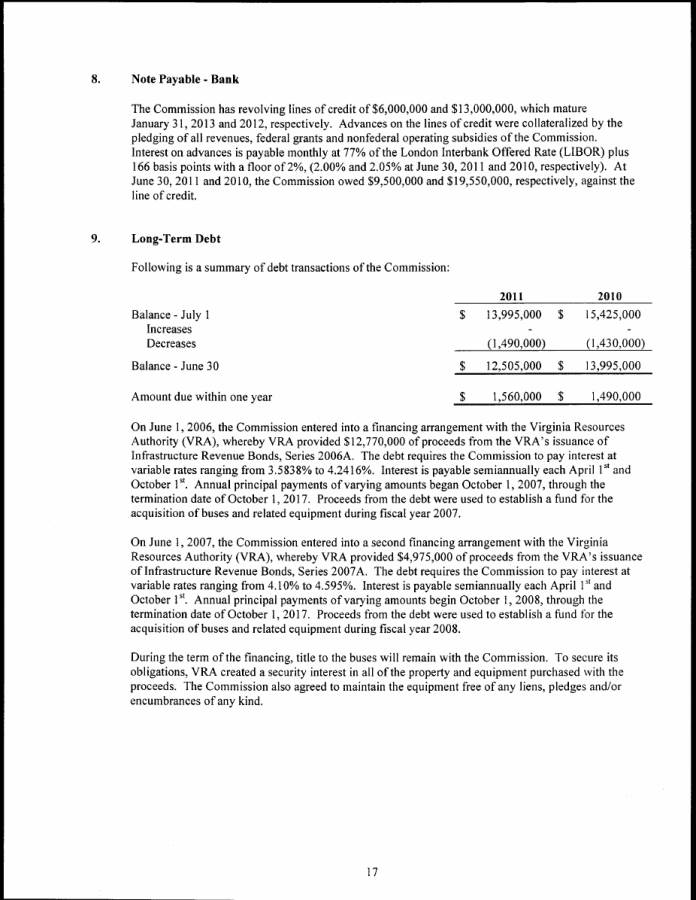 8. Note Payable - Bank
The Commission has revolving lines of credit of $6,000,000 and $13,000,000, which mature
January 31, 2013 and 2012, respectively. Advances on the lines of credit were collateralized by the
pledging of all revenues, federal grants and nonfederal operating subsidies of the Commission.
Interest on advances is payable monthly at 77% of the London Interbank Offered Rate (LIBOR) plus
166 basis points with a floor of 2%, (2.00% and 2.05% at June 30, 2011 and 2010, respectively). At
June 30, 2011 and 2010, the Commission owed $9,500,000 and $19,550,000, respectively, against the
line of credit.
9. Long-Term Debt
Following is a summary of debt transactions of the Commission:
2011 2010
Balance - July 1 $ 13,995,000 $ 15,425,000
Increases - -
Decreases (1,490,000) (1,430,000)
Balance - June 30 $ 12,505,000 $ 13,995,000
Amount due within one year $ 1,560,000 $ 1,490,000
On June 1, 2006, the Commission entered into a financing arrangement with the Virginia Resources
Authority (VRA), whereby VRA provided $12,770,000 of proceeds from the VRA's issuance of
Infrastructure Revenue Bonds, Series 2006A. The debt requires the Commission to pay interest at
variable rates ranging from 3.5838% to 4.2416%. Interest is payable semiannually each April 1st and
October 1st. Annual principal payments of varying amounts began October 1, 2007, through the
termination date of October 1, 2017. Proceeds from the debt were used to establish a fund for the
acquisition of buses and related equipment during fiscal year 2007.
On June 1, 2007, the Commission entered into a second financing arrangement with the Virginia
Resources Authority (VRA), whereby VRA provided $4,975,000 of proceeds from the VRA's issuance
of Infrastructure Revenue Bonds, Series 2007A. The debt requires the Commission to pay interest at
variable rates ranging from 4.10% to 4.595%. Interest is payable semiannually each April 1st and
October 1st. Annual principal payments of varying amounts begin October 1, 2008, through the
termination date of October 1, 2017. Proceeds from the debt were used to establish a fund for the
acquisition of buses and related equipment during fiscal year 2008.
During the term of the financing, title to the buses will remain with the Commission. To secure its
obligations, VRA created a security interest in all of the property and equipment purchased with the
proceeds. The Commission also agreed to maintain the equipment free of any liens, pledges and/or
encumbrances of any kind.
17